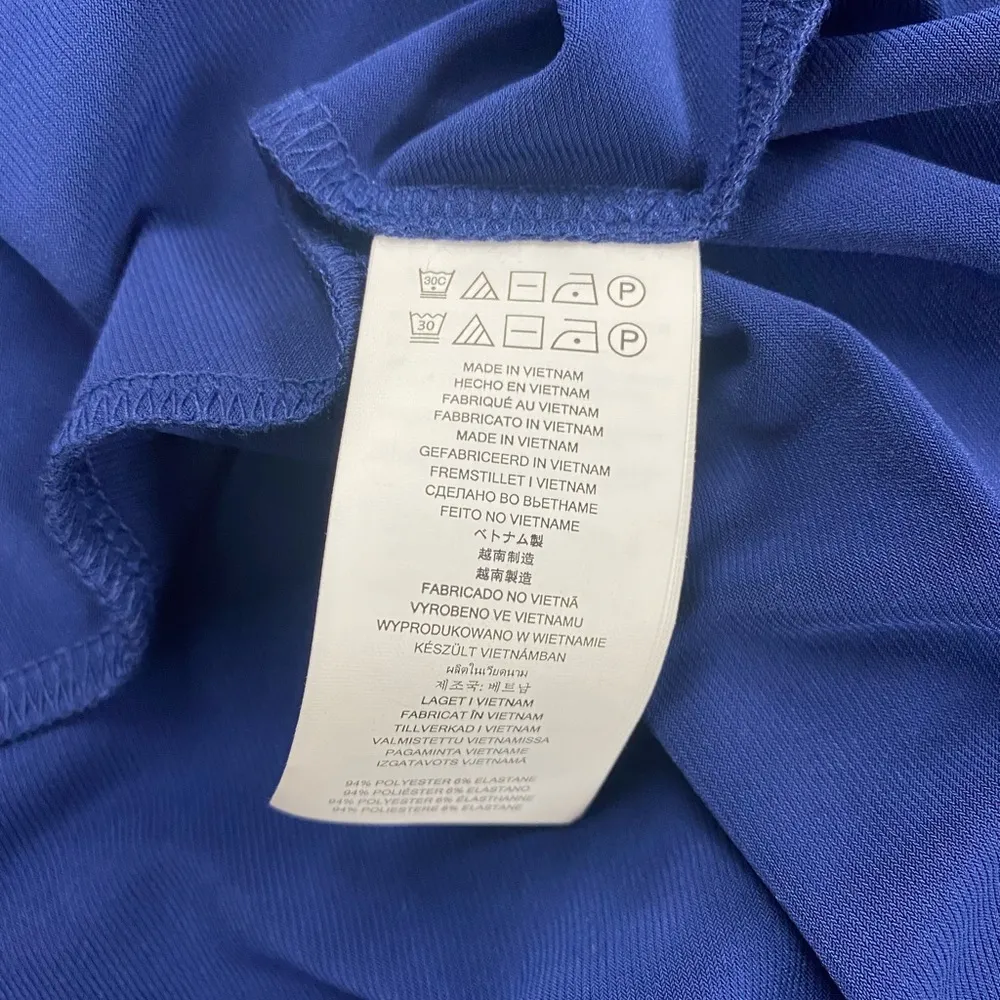 30C P
30 P
MADE IN VIETNAM
HECHO EN VIETNAM
FABRIQUÉ AU VIETNAM
FABBRICATO IN VIETNAM
MADE IN VIETNAM
GEFABRICEERD IN VIETNAM
FREMSTILLET I VIETNAM
СДЕЛАНО ВО ВЬЕТНАМЕ
FEITO NO VIETNAME
ベトナム製
越南制造
越南製造
FABRICADO NO VIETNÃ
VYROBENO VE VIETNAMU
WYPRODUKOWANO W WIETNAMIE
KÉSZÜLT VIETNÁMBAN
ผลิตในเวียดนาม
제조국: 베트남
LAGET I VIETNAM
FABRICAT ÎN VIETNAM
TILLVERKAD I VIETNAM
VALMISTETTU VIETNAMISSA
PAGAMINTA VIETNAME
IZGATAVOTS VJETNAMĀ
94% POLYESTER 6% ELASTANE
94% POLIÉSTER 6% ELASTANO
94% POLYESTER 6% ÉLASTHANNE
94% POLIESTERE 6% ELASTANE